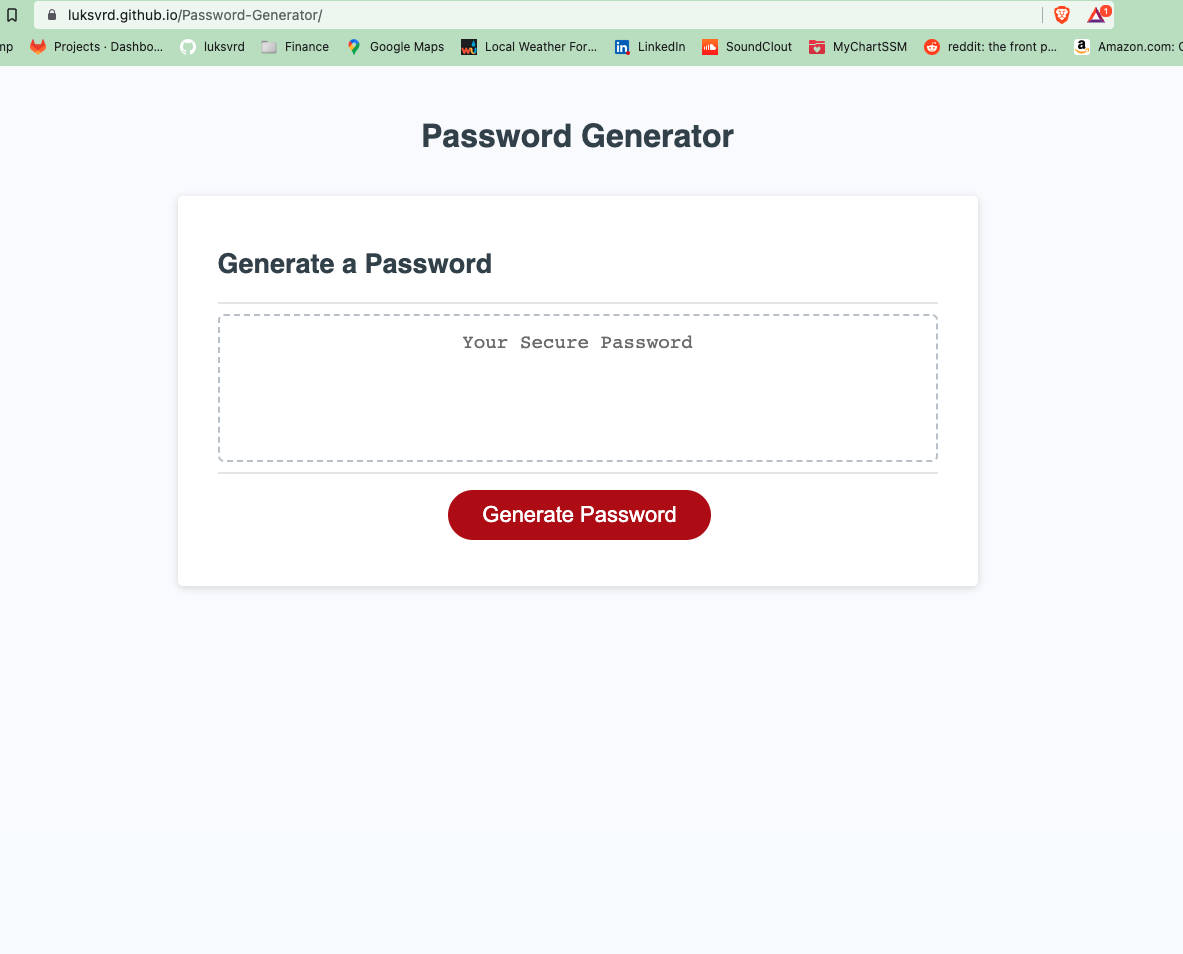 luksvrd.github.io/Password-Generator/
1
mp Projects · Dashbo... luksvrd Finance Google Maps Local Weather For... LinkedIn SoundClout MyChartSSM reddit: the front p... Amazon.com:
Password Generator
Generate a Password
Your Secure Password
Generate Password